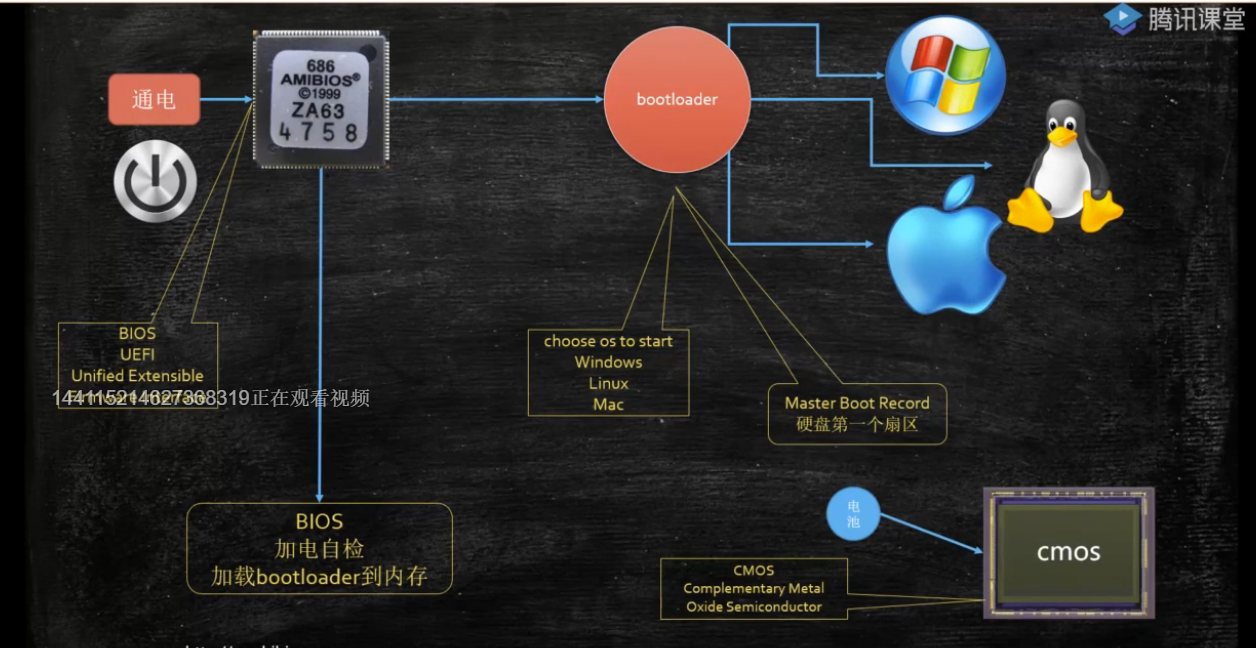 腾讯课堂
通电
686
AMIBIOS®
©1999
ZA63
4758
bootloader
BIOS
UEFI
Unified Extensible
144115214627868319正在观看视频
choose os to start
Windows
Linux
Mac
Master Boot Record
硬盘第一个扇区
BIOS
加电自检
加载bootloader到内存
电
池
cmos
CMOS
Complementary Metal
Oxide Semiconductor